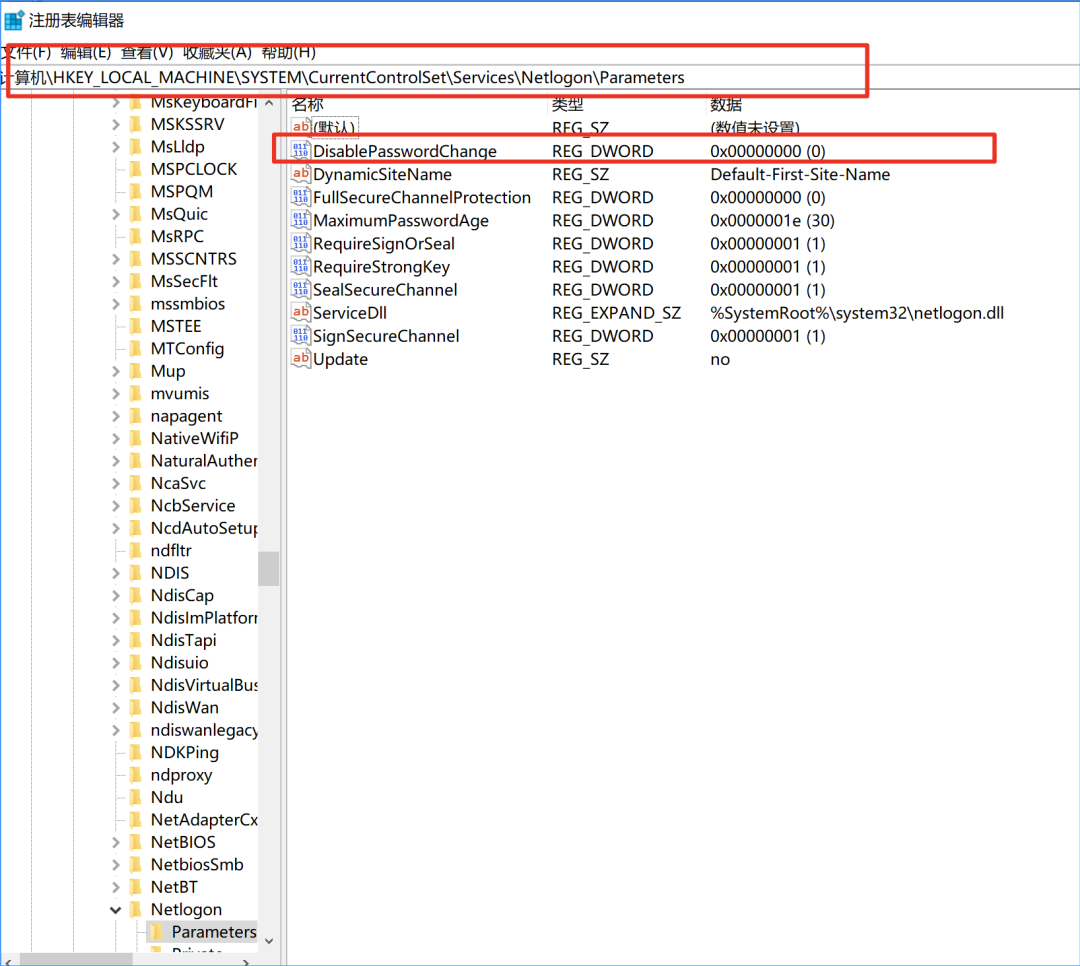 注册表编辑器
文件(F) 编辑(E) 查看(V) 收藏夹(A) 帮助(H)
计算机\HKEY_LOCAL_MACHINE\SYSTEM\CurrentControlSet\Services\Netlogon\Parameters
MsKeyboardFi
MSKSSRV
MsLldp
MSPCLOCK
MSPQM
MsQuic
MsRPC
MSSCNTRS
MsSecFlt
mssmbios
MSTEE
MTConfig
Mup
mvumis
napagent
NativeWifiP
NaturalAuther
NcaSvc
NcbService
NcdAutoSetup
ndfltr
NDIS
NdisCap
NdisImPlatfor
NdisTapi
Ndisuio
NdisVirtualBus
NdisWan
ndiswanlegacy
NDKPing
ndproxy
Ndu
NetAdapterCx
NetBIOS
NetbiosSmb
NetBT
Netlogon
Parameters
名称 类型 数据
(默认) REG_SZ (数值未设置)
DisablePasswordChange REG_DWORD 0x00000000 (0)
DynamicSiteName REG_SZ Default-First-Site-Name
FullSecureChannelProtection REG_DWORD 0x00000000 (0)
MaximumPasswordAge REG_DWORD 0x0000001e (30)
RequireSignOrSeal REG_DWORD 0x00000001 (1)
RequireStrongKey REG_DWORD 0x00000001 (1)
SealSecureChannel REG_DWORD 0x00000001 (1)
ServiceDll REG_EXPAND_SZ %SystemRoot%\system32\netlogon.dll
SignSecureChannel REG_DWORD 0x00000001 (1)
Update REG_SZ no